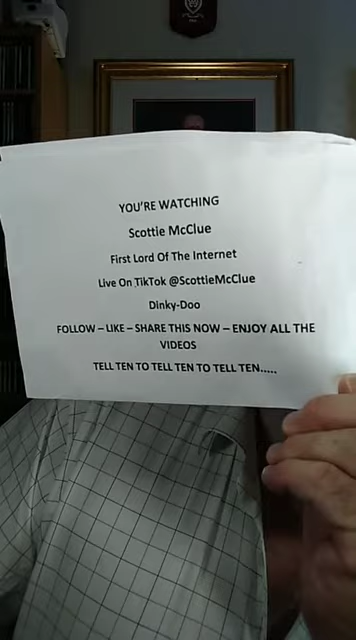 YOU'RE WATCHING
Scottie McClue
First Lord Of The Internet
Live On TikTok @ScottieMcClue
Dinky-Doo
FOLLOW – LIKE – SHARE THIS NOW – ENJOY ALL THE
VIDEOS
TELL TEN TO TELL TEN TO TELL TEN.....